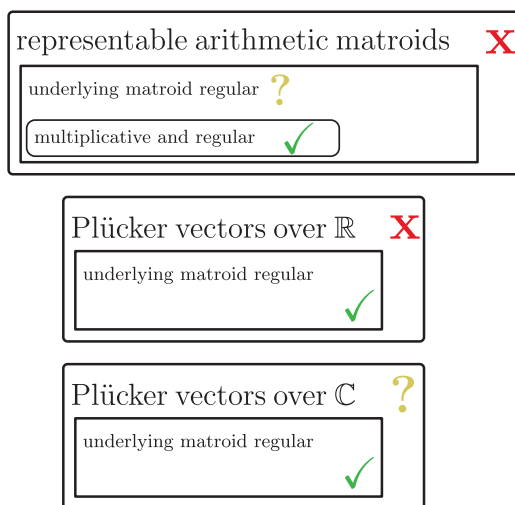 representable arithmetic matroids X
underlying matroid regular ?
multiplicative and regular ✓
Plücker vectors over ℝ X
underlying matroid regular
✓
Plücker vectors over ℂ ?
underlying matroid regular
✓